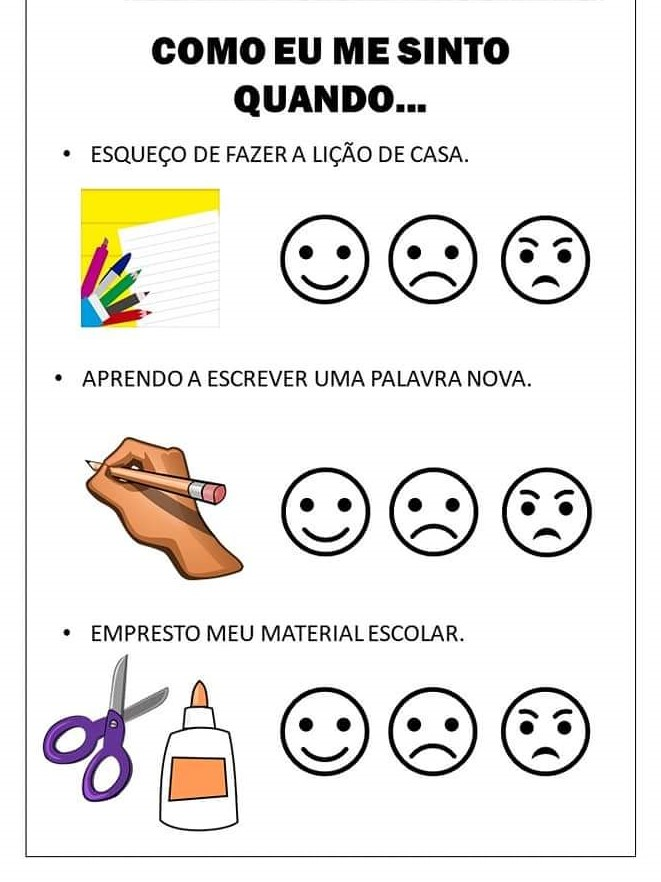 COMO EU ME SINTO
QUANDO...
• ESQUEÇO DE FAZER A LIÇÃO DE CASA.
• APRENDO A ESCREVER UMA PALAVRA NOVA.
• EMPRESTO MEU MATERIAL ESCOLAR.